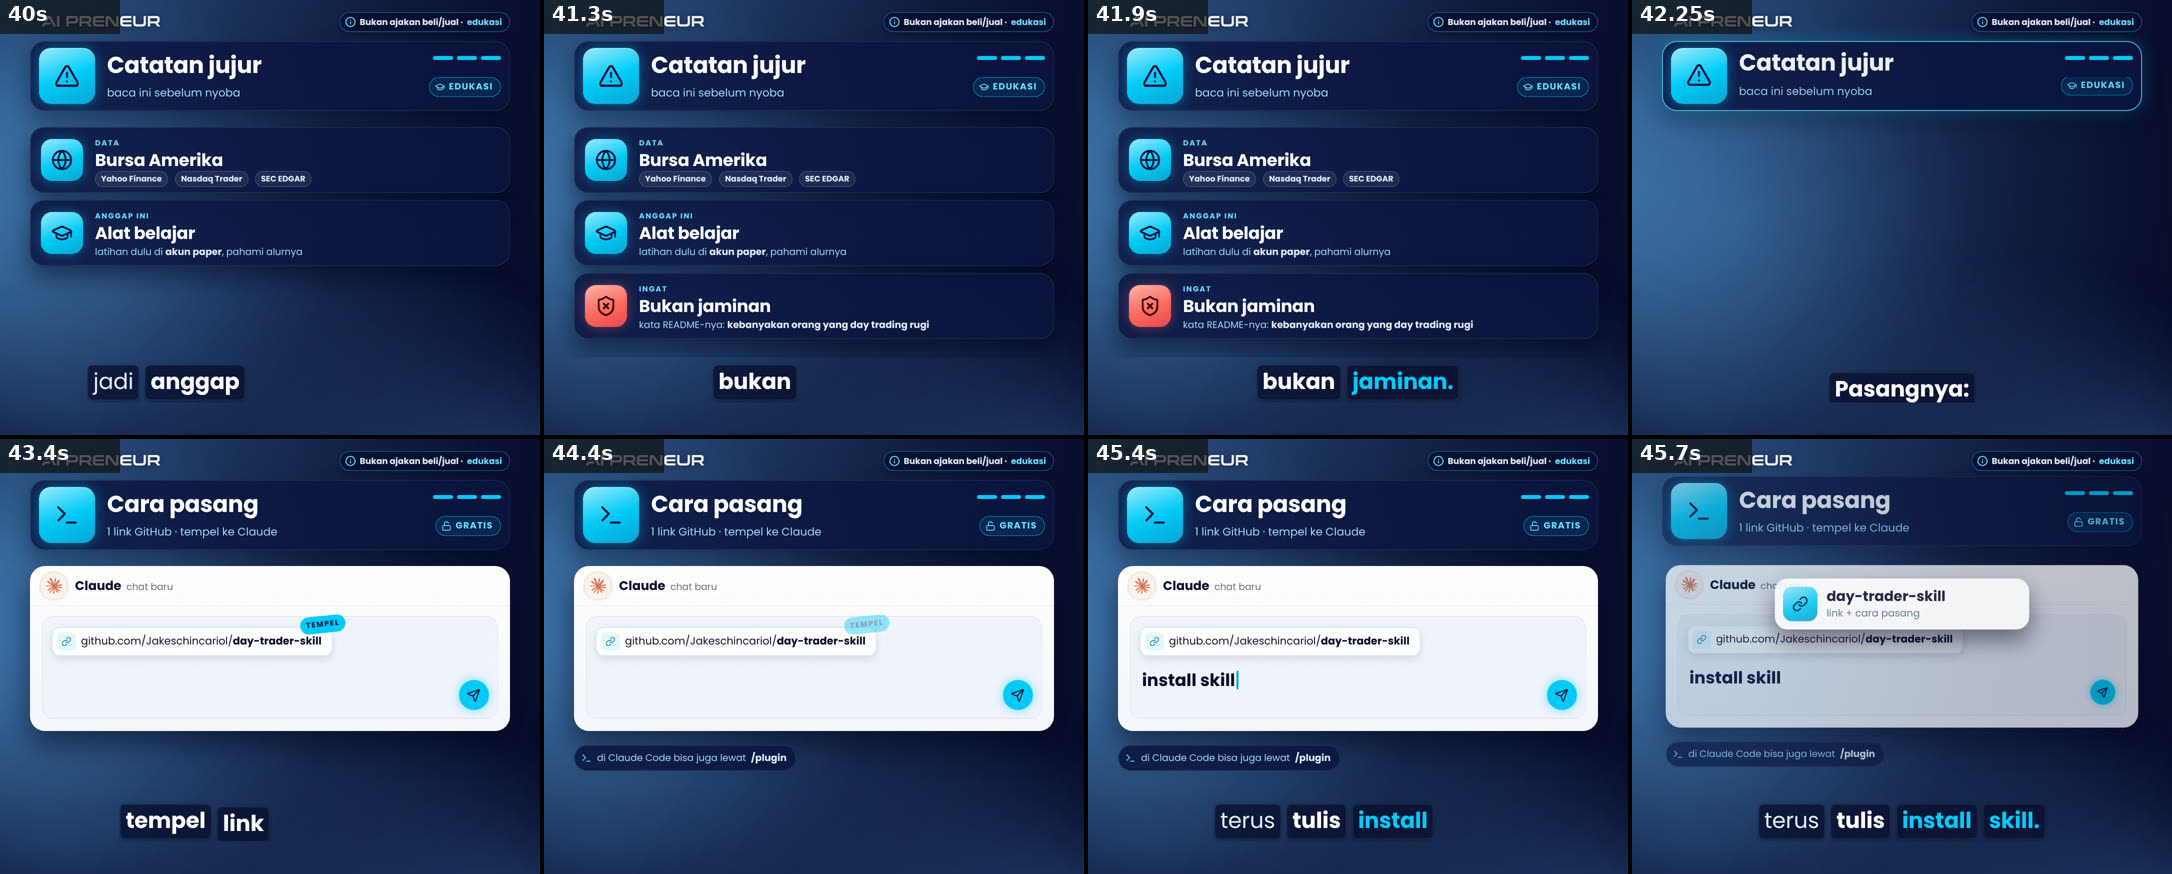 40s
AI PRENEUR
Bukan ajakan beli/jual · edukasi
Catatan jujur
baca ini sebelum nyoba
EDUKASI
DATA
Bursa Amerika
Yahoo Finance Nasdaq Trader SEC EDGAR
ANGGAP INI
Alat belajar
latihan dulu di akun paper, pahami alurnya
jadi anggap
41.3s
AI PRENEUR
Bukan ajakan beli/jual · edukasi
Catatan jujur
baca ini sebelum nyoba
EDUKASI
DATA
Bursa Amerika
Yahoo Finance Nasdaq Trader SEC EDGAR
ANGGAP INI
Alat belajar
latihan dulu di akun paper, pahami alurnya
INGAT
Bukan jaminan
kata README-nya: kebanyakan orang yang day trading rugi
bukan
41.9s
AI PRENEUR
Bukan ajakan beli/jual · edukasi
Catatan jujur
baca ini sebelum nyoba
EDUKASI
DATA
Bursa Amerika
Yahoo Finance Nasdaq Trader SEC EDGAR
ANGGAP INI
Alat belajar
latihan dulu di akun paper, pahami alurnya
INGAT
Bukan jaminan
kata README-nya: kebanyakan orang yang day trading rugi
bukan jaminan.
42.25s
AI PRENEUR
Bukan ajakan beli/jual · edukasi
Catatan jujur
baca ini sebelum nyoba
EDUKASI
Pasangnya:
43.4s
AI PRENEUR
Bukan ajakan beli/jual · edukasi
Cara pasang
1 link GitHub · tempel ke Claude
GRATIS
Claude chat baru
TEMPEL
github.com/Jakeschincariol/day-trader-skill
tempel link
44.4s
AI PRENEUR
Bukan ajakan beli/jual · edukasi
Cara pasang
1 link GitHub · tempel ke Claude
GRATIS
Claude chat baru
TEMPEL
github.com/Jakeschincariol/day-trader-skill
di Claude Code bisa juga lewat /plugin
45.4s
AI PRENEUR
Bukan ajakan beli/jual · edukasi
Cara pasang
1 link GitHub · tempel ke Claude
GRATIS
Claude chat baru
github.com/Jakeschincariol/day-trader-skill
install skill
di Claude Code bisa juga lewat /plugin
terus tulis install
45.7s
AI PRENEUR
Bukan ajakan beli/jual · edukasi
Cara pasang
1 link GitHub · tempel ke Claude
GRATIS
Claude
day-trader-skill
link + cara pasang
github.com/Jakeschincariol/day-trader-skill
install skill
di Claude Code bisa juga lewat /plugin
terus tulis install skill.